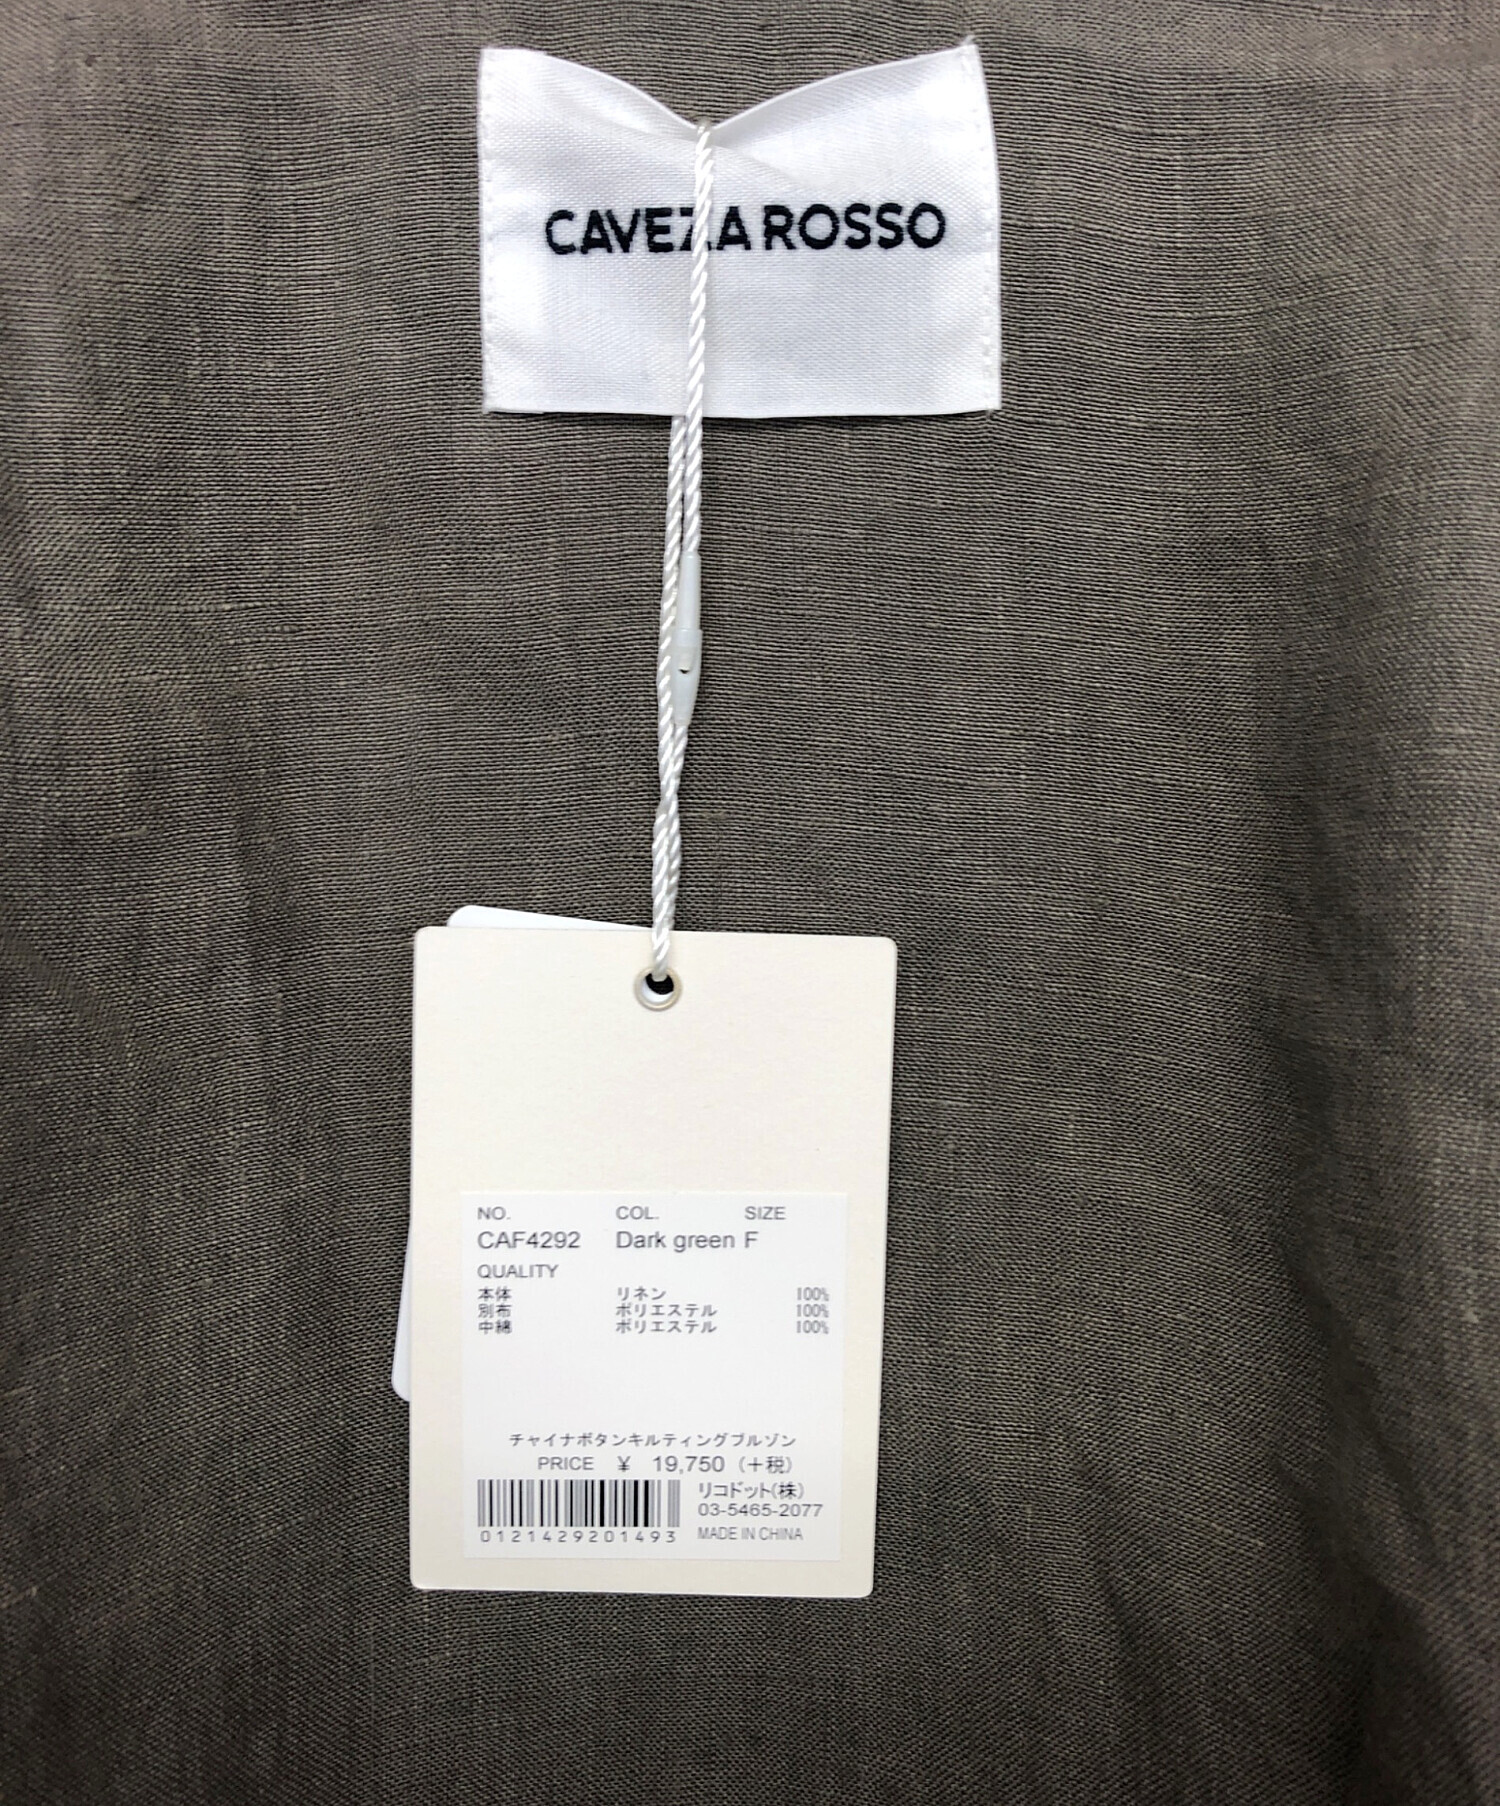 CAVEZA ROSSO
NO. COL. SIZE
CAF4292 Dark green F
QUALITY
本体 リネン 100%
別布 ポリエステル 100%
中綿 ポリエステル 100%
チャイナボタンキルティングブルゾン
PRICE ¥ 19,750 (+税)
リコドット(株)
03-5465-2077
0121429201493 MADE IN CHINA